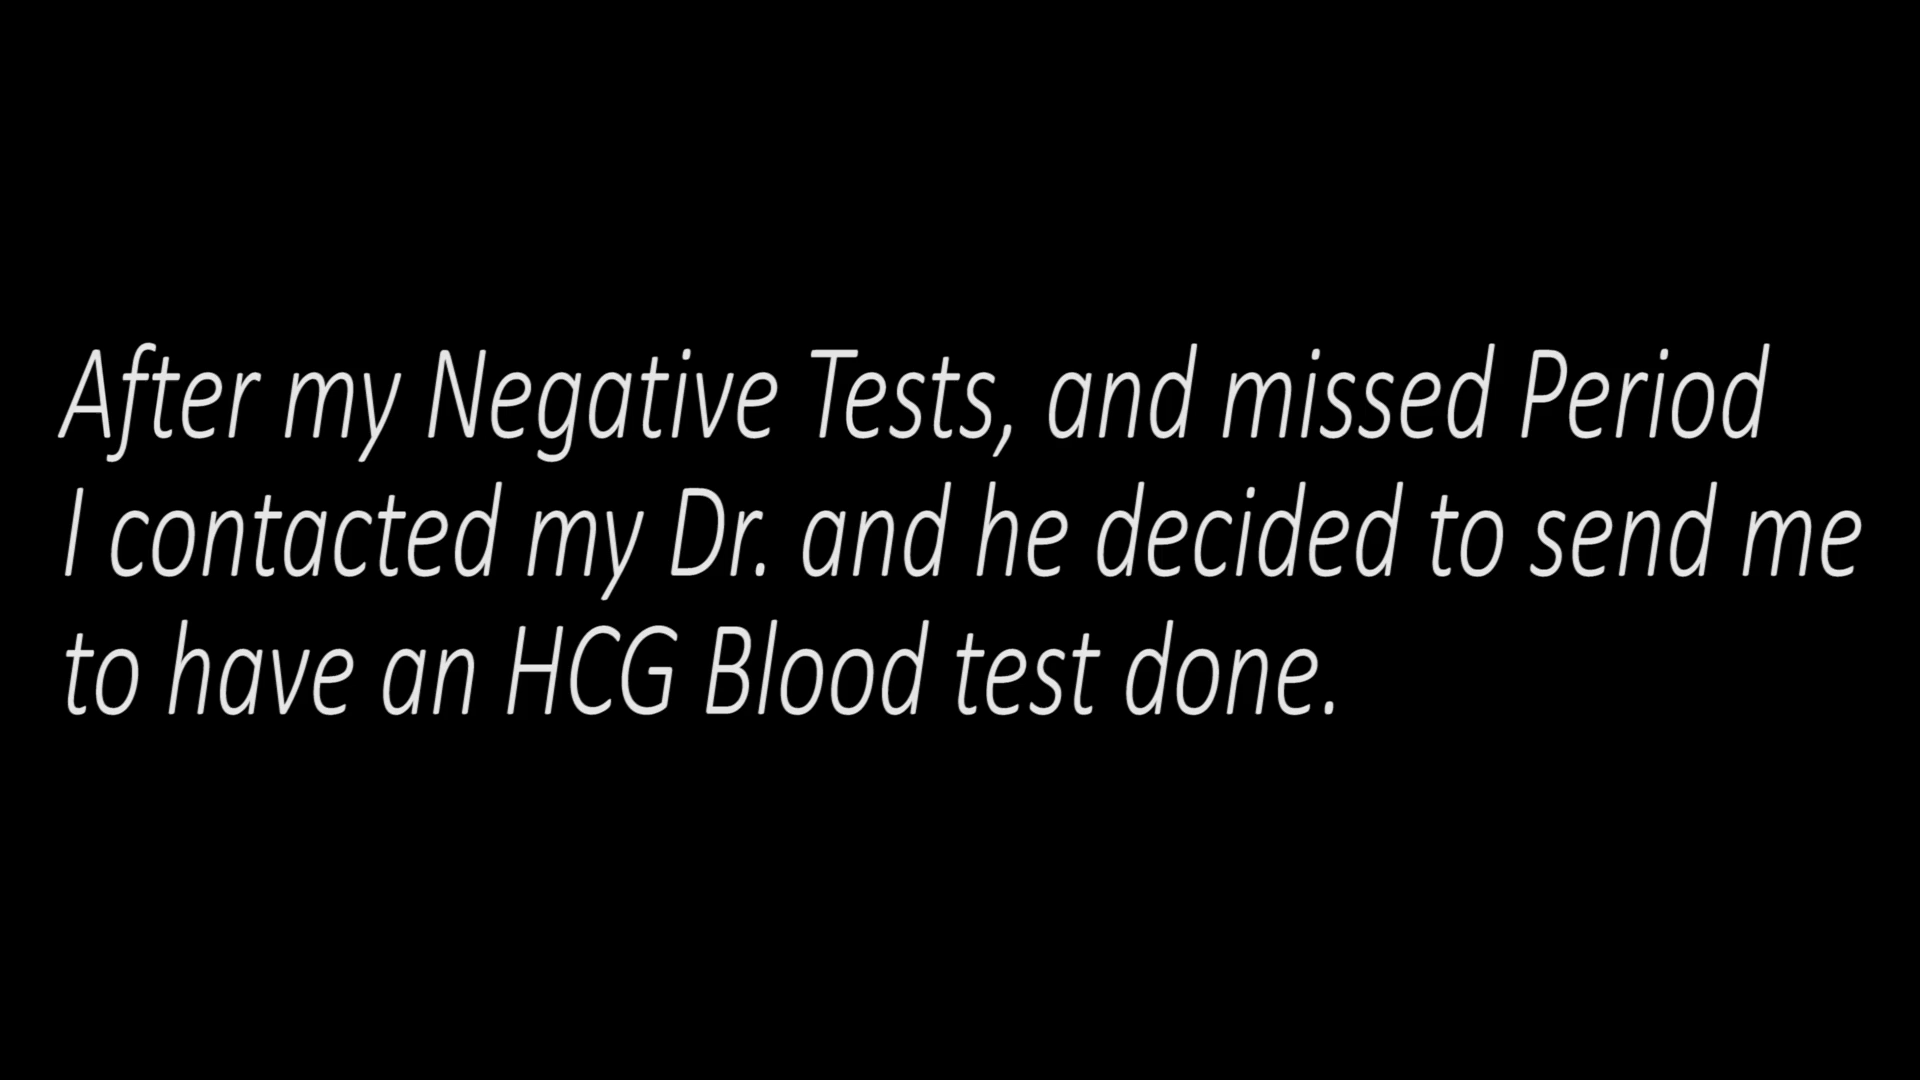 After my Negative Tests, and missed Period
I contacted my Dr. and he decided to send me
to have an HCG Blood test done.